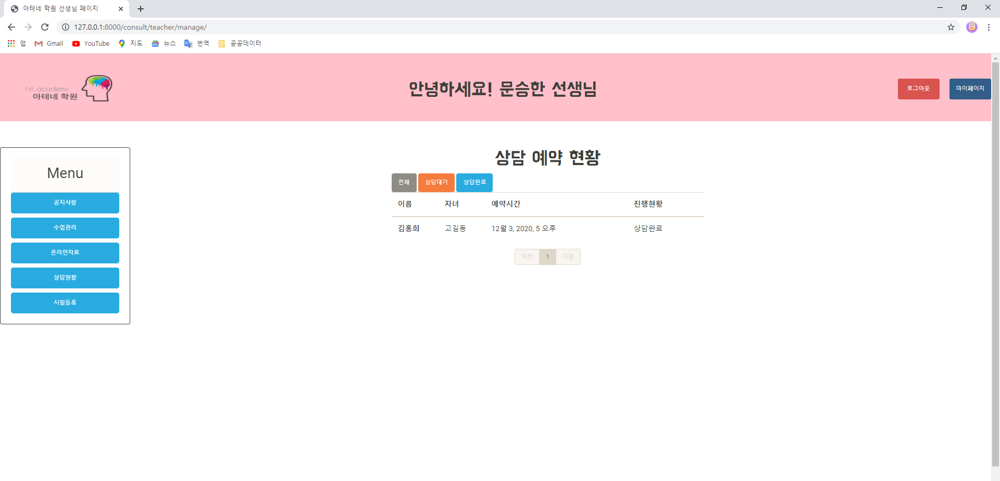 아테네 학원 선생님 페이지
127.0.0.1:8000/consult/teacher/manage/
앱 Gmail YouTube 지도 뉴스 번역 공공데이터
1st. academy
아테네 학원
안녕하세요! 문승한 선생님
로그아웃 마이페이지
상담 예약 현황
Menu
공지사항
수업관리
온라인자료
상담현황
시험등록
전체 상담대기 상담완료
이름 자녀 예약시간 진행현황
김홍희 고길동 12월 3, 2020, 5 오후 상담완료
이전 1 다음